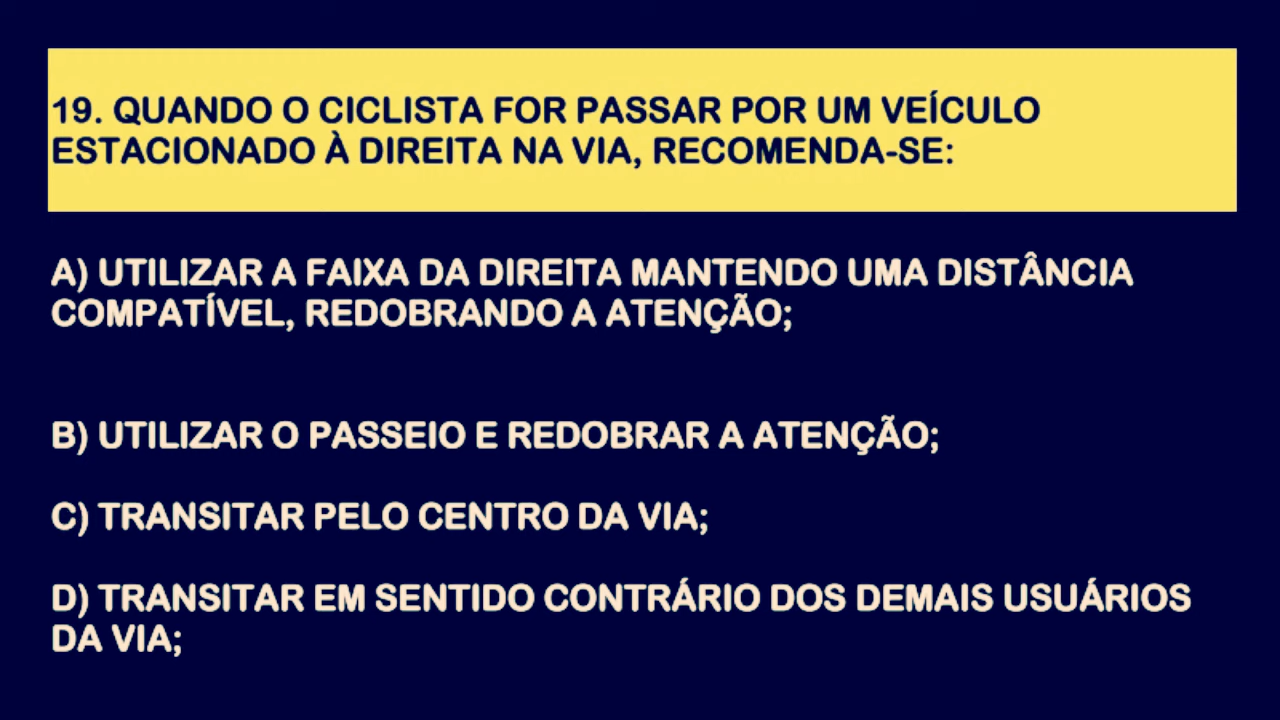 19. QUANDO O CICLISTA FOR PASSAR POR UM VEÍCULO
ESTACIONADO À DIREITA NA VIA, RECOMENDA-SE:
A) UTILIZAR A FAIXA DA DIREITA MANTENDO UMA DISTÂNCIA
COMPATÍVEL, REDOBRANDO A ATENÇÃO;
B) UTILIZAR O PASSEIO E REDOBRAR A ATENÇÃO;
C) TRANSITAR PELO CENTRO DA VIA;
D) TRANSITAR EM SENTIDO CONTRÁRIO DOS DEMAIS USUÁRIOS
DA VIA;